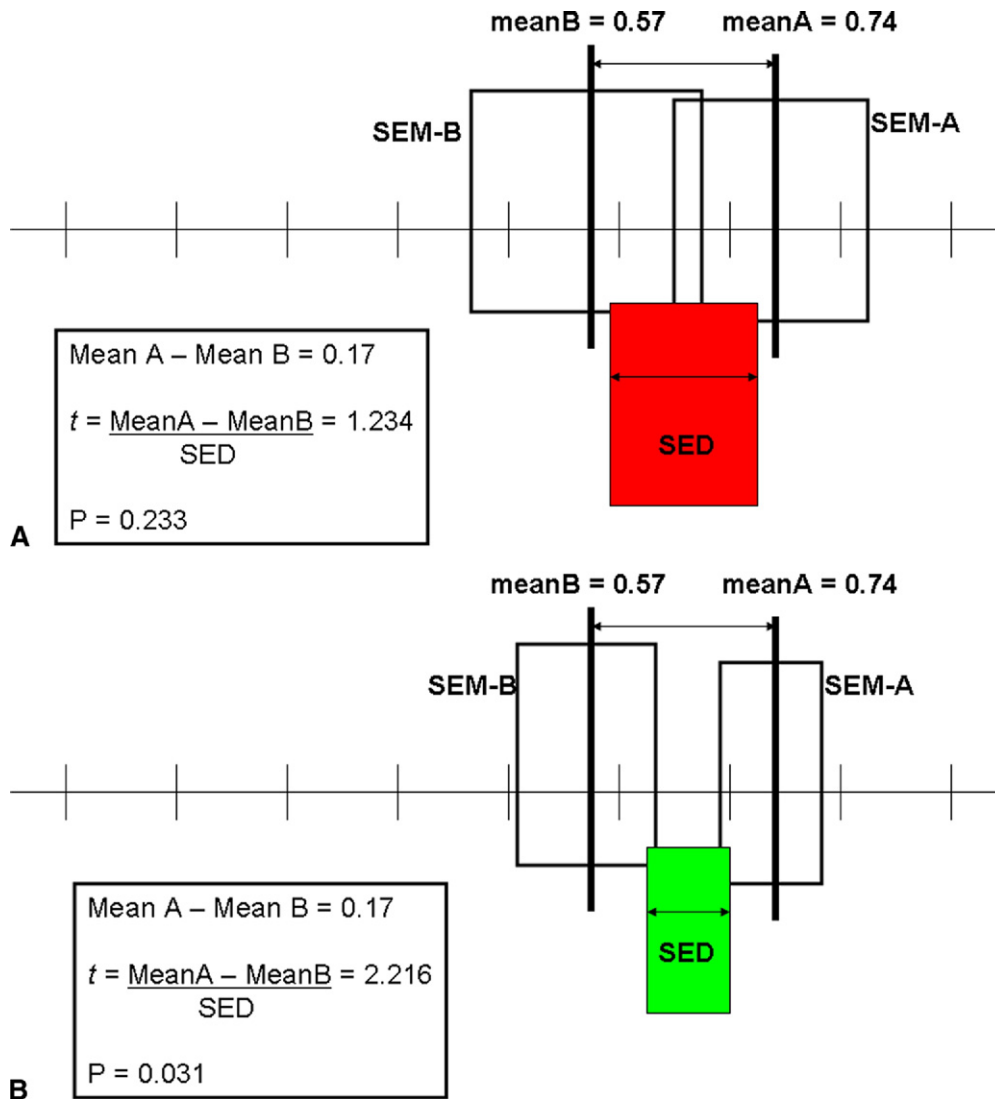 meanB = 0.57 meanA = 0.74
SEM-B SEM-A
Mean A – Mean B = 0.17
t = MeanA – MeanB = 1.234
SED
P = 0.233
SED
A
meanB = 0.57 meanA = 0.74
SEM-B SEM-A
Mean A – Mean B = 0.17
t = MeanA – MeanB = 2.216
SED
P = 0.031
SED
B